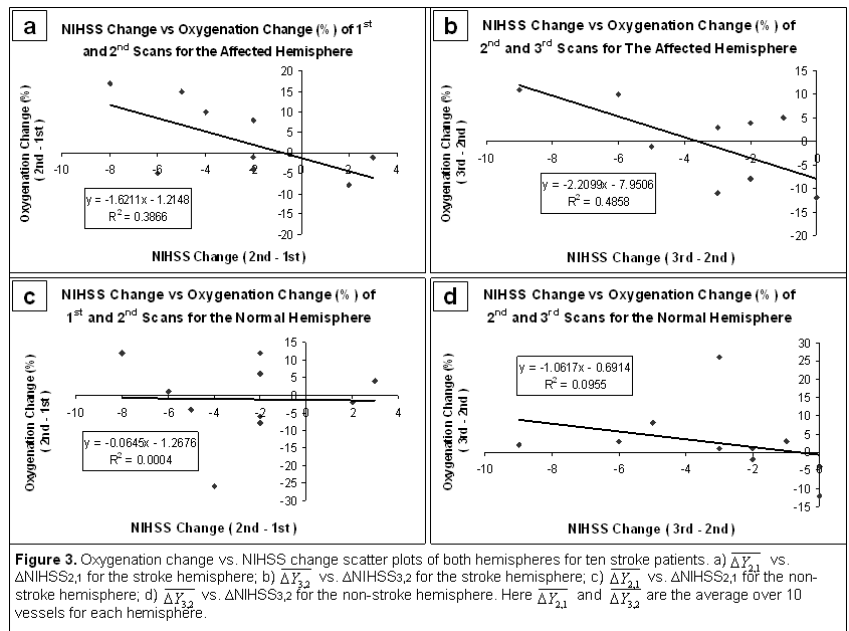 a
NIHSS Change vs Oxygenation Change (%) of 1st
and 2nd Scans for the Affected Hemisphere
Oxygenation Change (%)
(2nd - 1st)
20
15
10
5
0
-5
-10
-15
-20
-10
-8
-6
-4
-2
0
2
4
y = -1.6211x - 1.2148
R² = 0.3866
NIHSS Change (2nd - 1st)
b
NIHSS Change vs Oxygenation Change (%) of
2nd and 3rd Scans for The Affected Hemisphere
Oxygenation Change (%)
(3rd - 2nd)
15
10
5
0
-5
-10
-15
-20
-10
-8
-6
-4
-2
0
y = -2.2099x - 7.9506
R² = 0.4858
NIHSS Change (3rd - 2nd)
c
NIHSS Change vs Oxygenation Change (%) of
1st and 2nd Scans for the Normal Hemisphere
Oxygenation Change (%)
(2nd - 1st)
15
10
5
0
-5
-10
-15
-20
-25
-30
-10
-8
-6
-4
-2
0
2
4
y = -0.0645x - 1.2676
R² = 0.0004
NIHSS Change (2nd - 1st)
d
NIHSS Change vs Oxygenation Change (%) of
2nd and 3rd Scans for the Normal Hemisphere
Oxygenation Change (%)
(3rd - 2nd)
30
25
20
15
10
5
0
-5
-10
-15
-10
-8
-6
-4
-2
0
y = -1.0617x - 0.6914
R² = 0.0955
NIHSS Change (3rd - 2nd)
Figure 3. Oxygenation change vs. NIHSS change scatter plots of both hemispheres for ten stroke patients. a) ΔY2,1 vs.
ΔNIHSS2,1 for the stroke hemisphere; b) ΔY3,2 vs. ΔNIHSS3,2 for the stroke hemisphere; c) ΔY2,1 vs. ΔNIHSS2,1 for the non-
stroke hemisphere; d) ΔY3,2 vs. ΔNIHSS3,2 for the non-stroke hemisphere. Here ΔY2,1 and ΔY3,2 are the average over 10
vessels for each hemisphere.